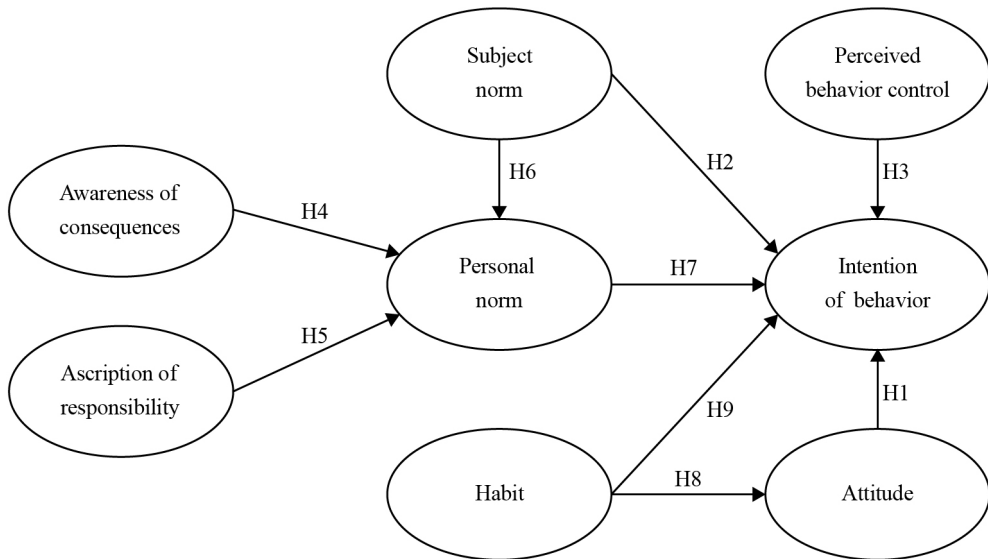 Subject
norm
Perceived
behavior control
H2
H6
H3
Awareness of
consequences
H4
Personal
norm
H7
Intention
of behavior
H5
Ascription of
responsibility
H9
H1
Habit
H8
Attitude